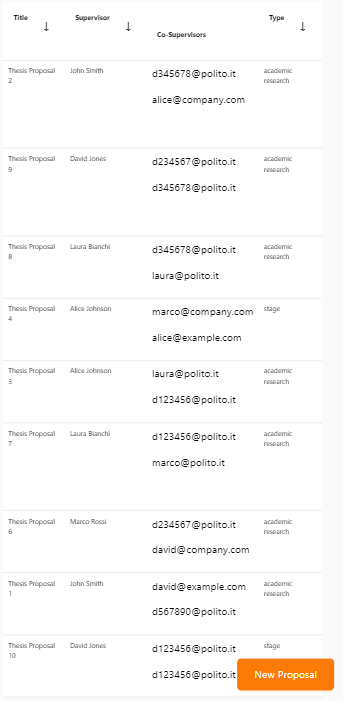 Title ↓ Supervisor ↓ Co-Supervisors Type ↓
Thesis Proposal John Smith d345678@polito.it academic
2 alice@company.com research
Thesis Proposal David Jones d234567@polito.it academic
9 d345678@polito.it research
Thesis Proposal Laura Bianchi d345678@polito.it academic
8 laura@polito.it research
Thesis Proposal Alice Johnson marco@company.com stage
4 alice@example.com
Thesis Proposal Alice Johnson laura@polito.it academic
3 d123456@polito.it research
Thesis Proposal Laura Bianchi d123456@polito.it academic
7 marco@polito.it research
Thesis Proposal Marco Rossi d234567@polito.it academic
6 david@company.com research
Thesis Proposal John Smith david@example.com academic
1 d567890@polito.it research
Thesis Proposal David Jones d123456@polito.it stage
10 d123456@polito.it
New Proposal